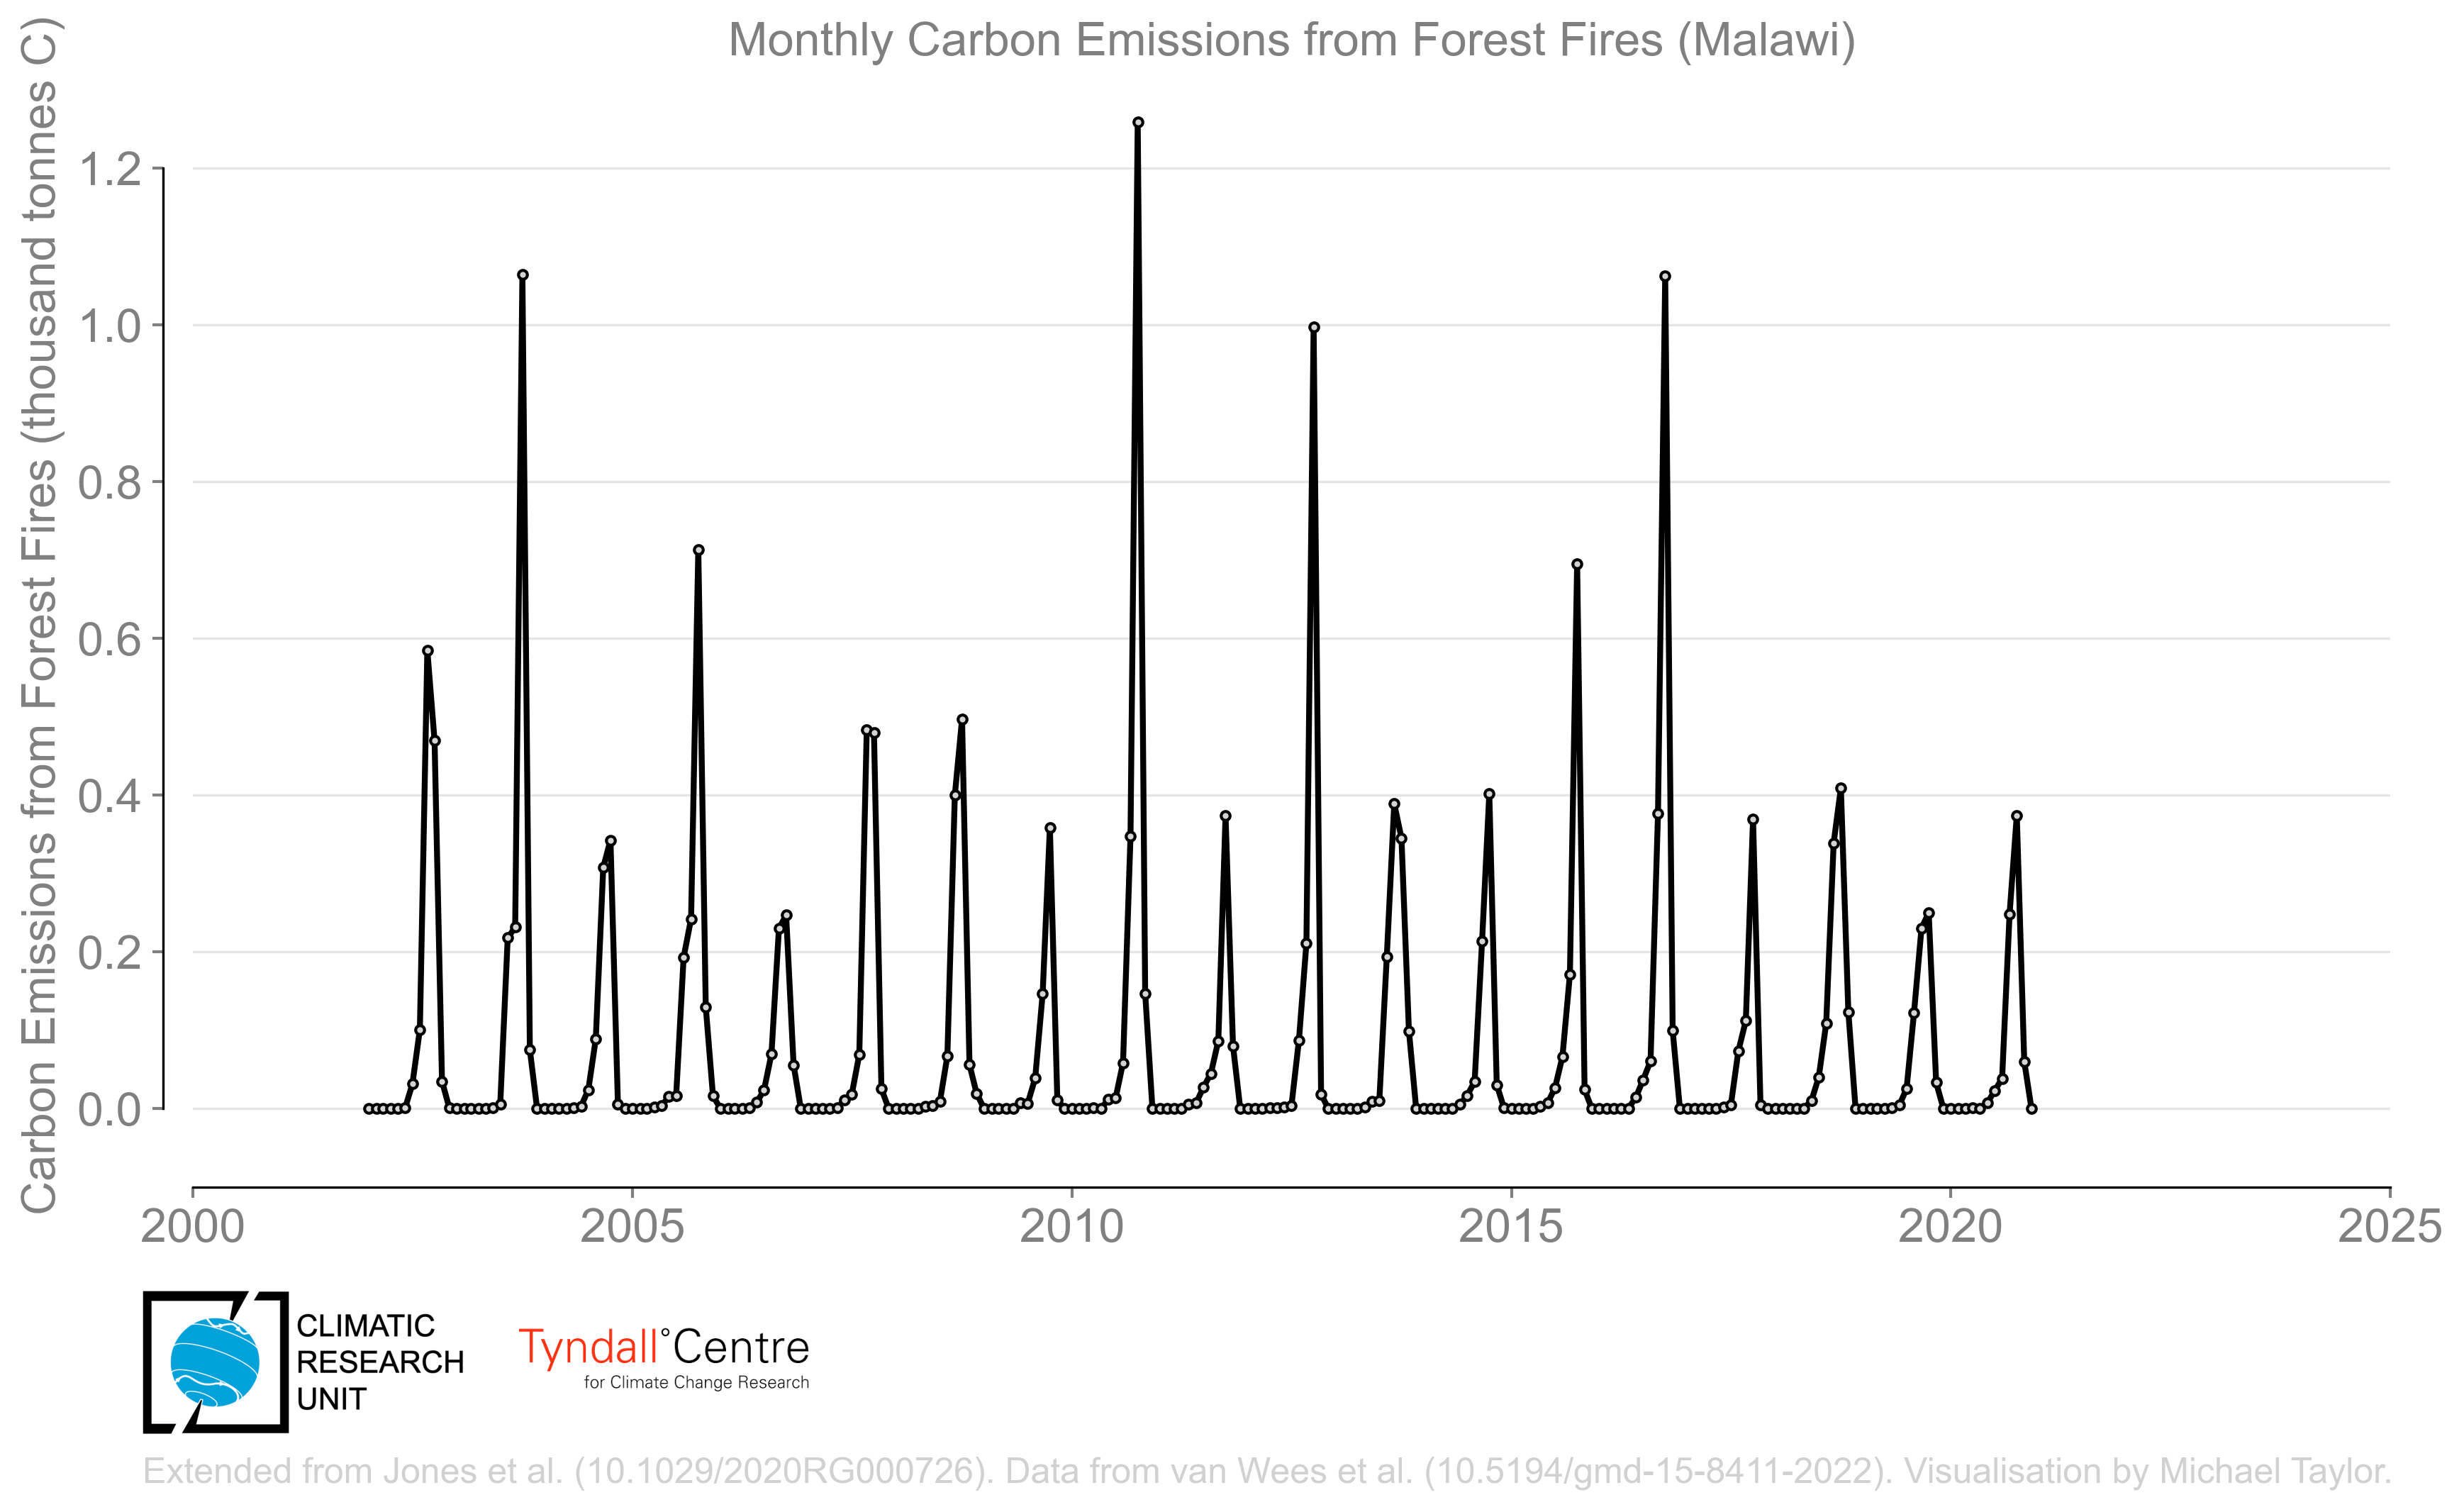 Monthly Carbon Emissions from Forest Fires (Malawi)
Carbon Emissions from Forest Fires (thousand tonnes C)
1.2
1.0
0.8
0.6
0.4
0.2
0.0
2000 2005 2010 2015 2020 2025
CLIMATIC
RESEARCH
UNIT
Tyndall°Centre
for Climate Change Research
Extended from Jones et al. (10.1029/2020RG000726). Data from van Wees et al. (10.5194/gmd-15-8411-2022). Visualisation by Michael Taylor.